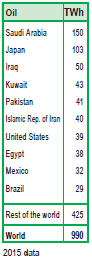 Oil TWh
Saudi Arabia 150
Japan 103
Iraq 50
Kuwait 43
Pakistan 41
Islamic Rep. of Iran 40
United States 39
Egypt 38
Mexico 32
Brazil 29
Rest of the world 425
World 990
2015 data